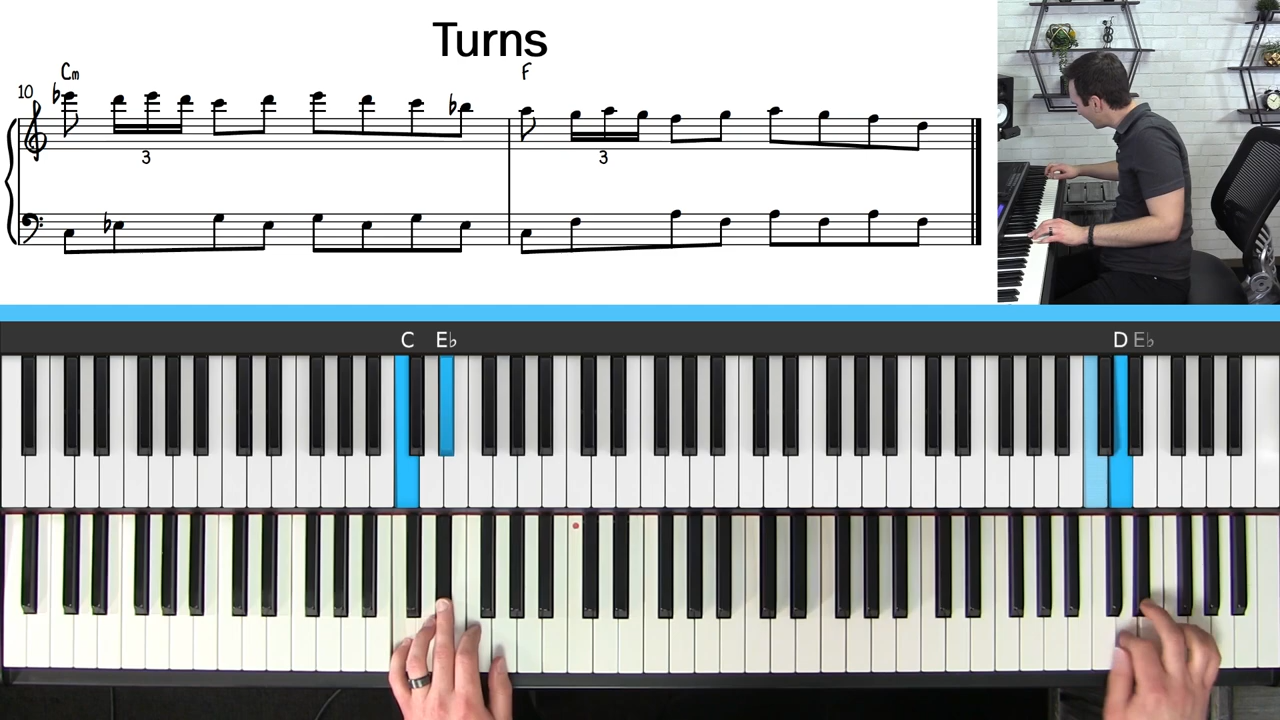 Turns
Cm F
10
3 3
C E♭ D E♭